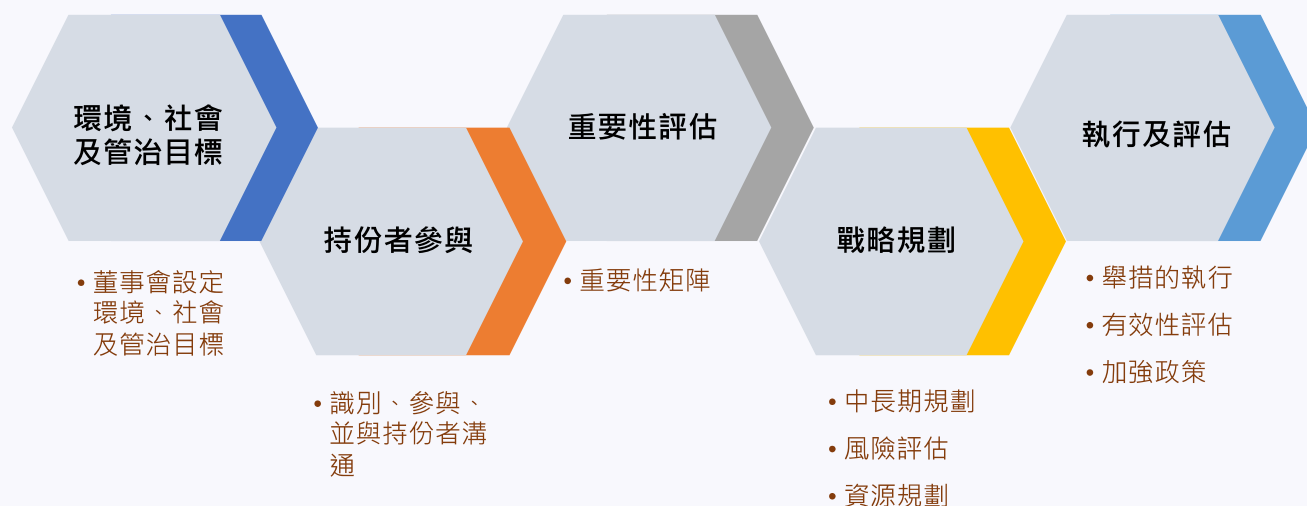 環境、社會
及管治目標
• 董事會設定
環境、社會
及管治目標
持份者參與
• 識別、參與、
並與持份者溝
通
重要性評估
• 重要性矩陣
戰略規劃
• 中長期規劃
• 風險評估
• 資源規劃
執行及評估
• 舉措的執行
• 有效性評估
• 加強政策